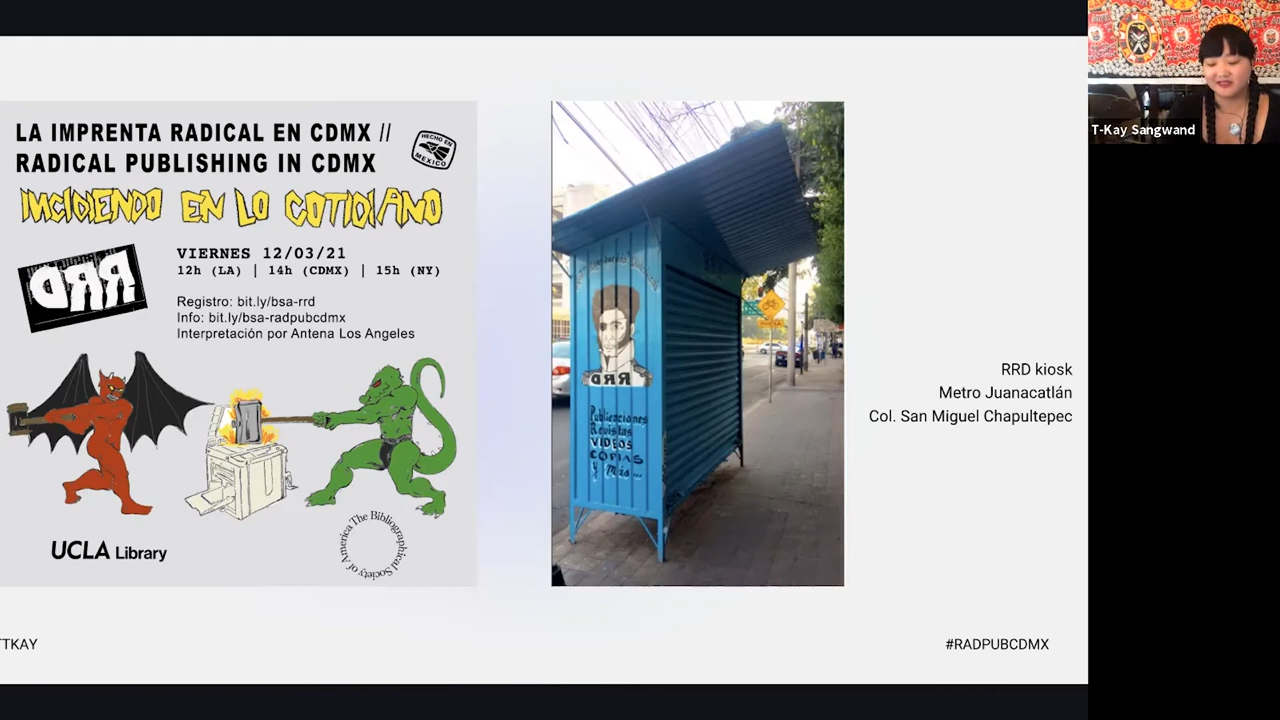 LA IMPRENTA RADICAL EN CDMX //
RADICAL PUBLISHING IN CDMX
HECHO EN
MEXICO
INCIDIENDO EN LO COTIDIANO
RRD
VIERNES 12/03/21
12h (LA) | 14h (CDMX) | 15h (NY)
Registro: bit.ly/bsa-rrd
Info: bit.ly/bsa-radpubcdmx
Interpretación por Antena Los Angeles
UCLA Library
The Bibliographical Society of America
RRD
Publicaciones
Revistas
VIDEOS
COPIAS
y más...
RRD kiosk
Metro Juanacatlán
Col. San Miguel Chapultepec
TTKAY
#RADPUBCDMX
T-Kay Sangwand